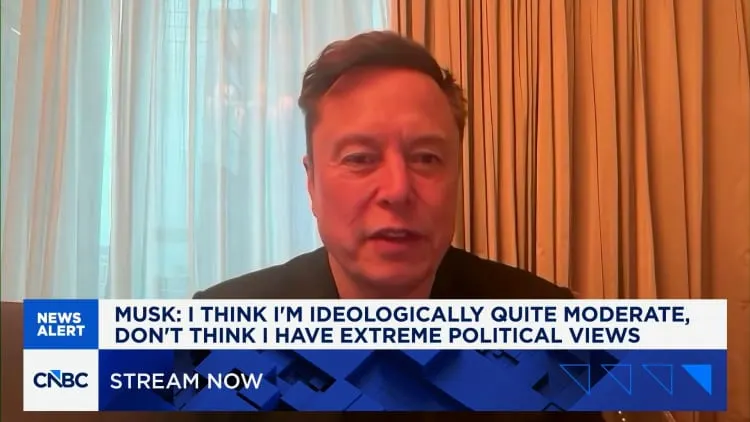 NEWS
ALERT
MUSK: I THINK I'M IDEOLOGICALLY QUITE MODERATE,
DON'T THINK I HAVE EXTREME POLITICAL VIEWS
CNBC
STREAM NOW